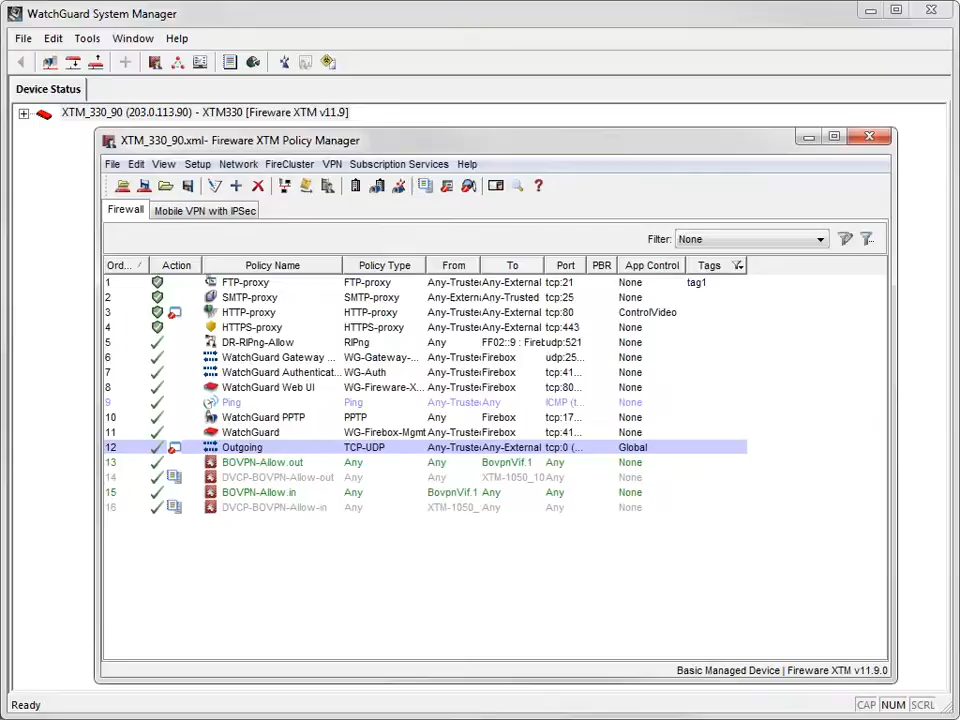 WatchGuard System Manager
File Edit Tools Window Help
Device Status
XTM_330_90 (203.0.113.90) - XTM330 [Fireware XTM v11.9]
XTM_330_90.xml- Fireware XTM Policy Manager
File Edit View Setup Network FireCluster VPN Subscription Services Help
Firewall Mobile VPN with IPSec
Filter: None
Ord... Action Policy Name Policy Type From To Port PBR App Control Tags
1 FTP-proxy FTP-proxy Any-Truste Any-External tcp:21 None tag1
2 SMTP-proxy SMTP-proxy Any-Extern Any-Trusted tcp:25 None
3 HTTP-proxy HTTP-proxy Any-Truste Any-External tcp:80 ControlVideo
4 HTTPS-proxy HTTPS-proxy Any-Truste Any-External tcp:443 None
5 DR-RIPng-Allow RIPng Any FF02::9 : Fireb udp:521 None
6 WatchGuard Gateway ... WG-Gateway-... Any-Truste Firebox udp:25... None
7 WatchGuard Authenticat... WG-Auth Any-Truste Firebox tcp:41... None
8 WatchGuard Web UI WG-Fireware-X... Any-Truste Firebox tcp:80... None
9 Ping Ping Any-Truste Any ICMP (t... None
10 WatchGuard PPTP PPTP Any Firebox tcp:17... None
11 WatchGuard WG-Firebox-Mgmt Any-Truste Firebox tcp:41... None
12 Outgoing TCP-UDP Any-Truste Any-External tcp:0 (... Global
13 BOVPN-Allow.out Any Any BovpnVif.1 Any None
14 DVCP-BOVPN-Allow-out Any Any XTM-1050_10 Any None
15 BOVPN-Allow.in Any BovpnVif.1 Any Any None
16 DVCP-BOVPN-Allow-in Any XTM-1050_ Any Any None
Basic Managed Device | Fireware XTM v11.9.0
Ready CAP NUM SCRL